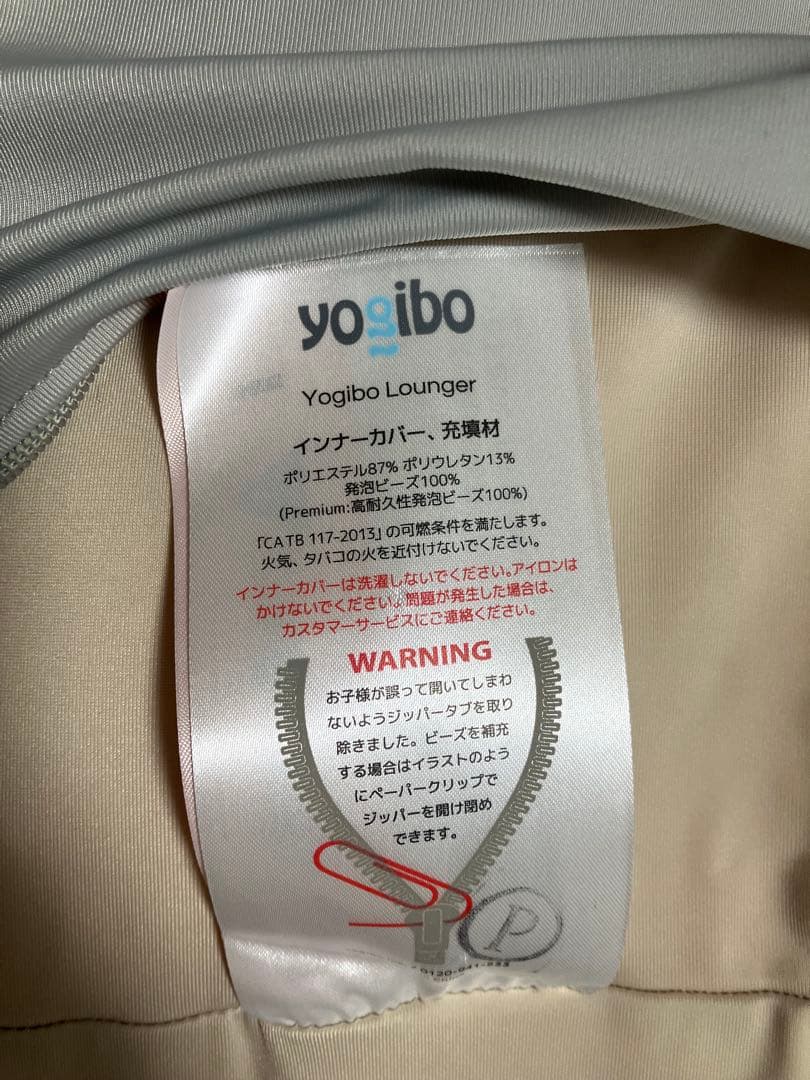 yogibo
Yogibo Lounger
インナーカバー、充填材
ポリエステル87% ポリウレタン13%
発泡ビーズ100%
(Premium:高耐久性発泡ビーズ100%)
「CA TB 117-2013」の可燃条件を満たします。
火気、タバコの火を近付けないでください。
インナーカバーは洗濯しないでください。アイロンは
かけないでください。問題が発生した場合は、
カスタマーサービスにご連絡ください。
WARNING
お子様が誤って開いてしまわ
ないようジッパータブを取り
除きました。ビーズを補充
する場合はイラストのよう
にペーパークリップで
ジッパーを開け閉め
できます。
P